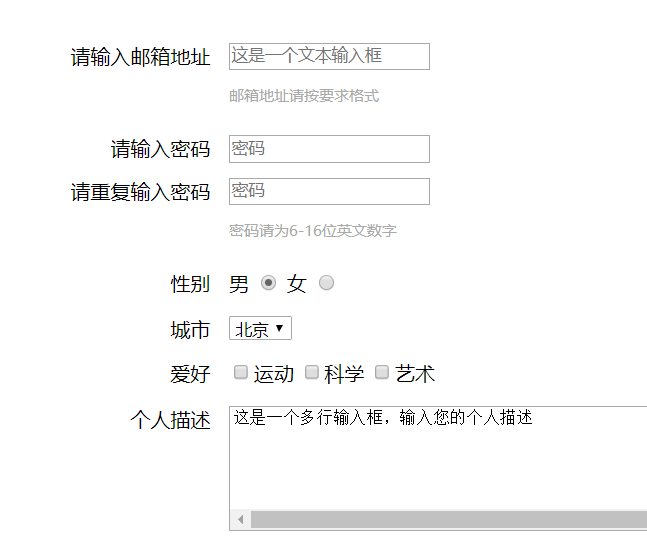 请输入邮箱地址 这是一个文本输入框
邮箱地址请按要求格式
请输入密码 密码
请重复输入密码 密码
密码请为6-16位英文数字
性别 男 女
城市 北京
爱好 运动 科学 艺术
个人描述 这是一个多行输入框，输入您的个人描述